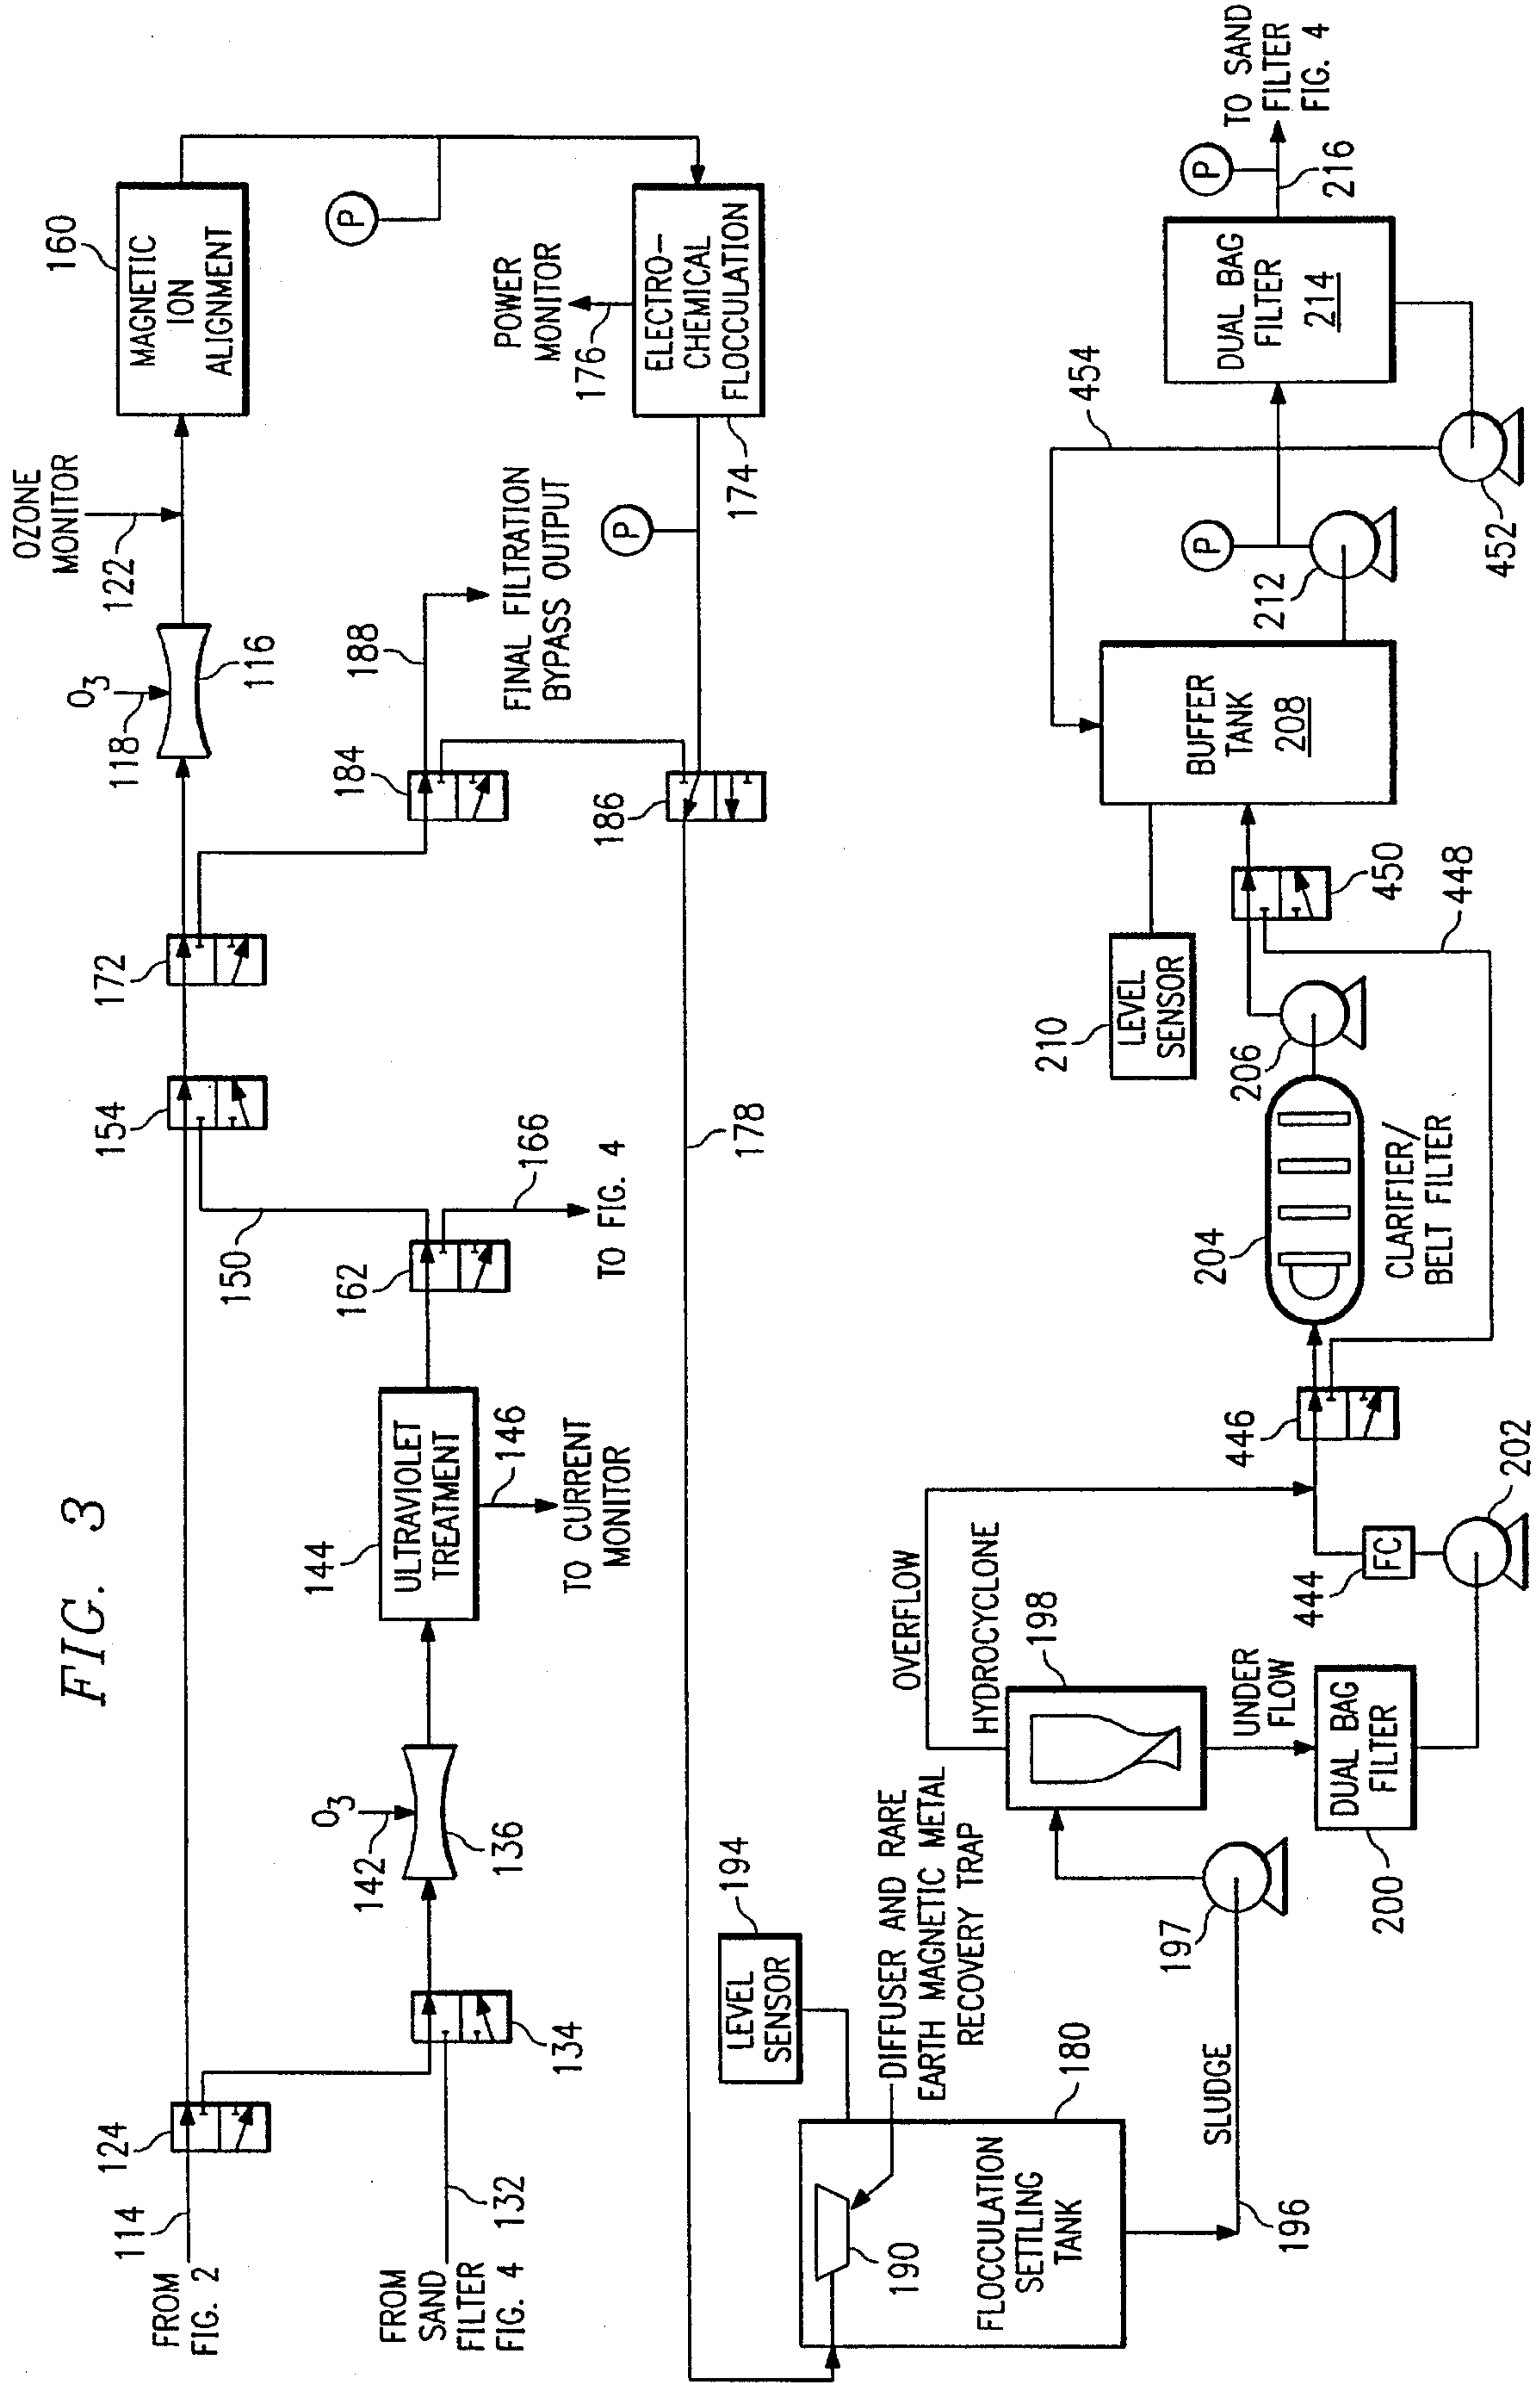 FIG. 3
FROM
FIG. 2
114
124
154
172
O3
118
116
OZONE
MONITOR
122
160
MAGNETIC
ION
ALIGNMENT
P
FROM
SAND
FILTER
FIG. 4
132
134
O3
142
136
144
ULTRAVIOLET
TREATMENT
146
TO CURRENT
MONITOR
162
150
166
TO FIG. 4
184
188
FINAL FILTRATION
BYPASS OUTPUT
186
P
POWER
MONITOR
176
ELECTRO-
CHEMICAL
FLOCCULATION
174
178
194
LEVEL
SENSOR
DIFFUSER AND RARE
EARTH MAGNETIC METAL
RECOVERY TRAP
190
180
FLOCCULATION
SETTLING
TANK
SLUDGE
196
197
OVERFLOW
HYDROCYCLONE
198
UNDER
FLOW
DUAL BAG
FILTER
200
444
FC
202
446
204
CLARIFIER/
BELT FILTER
206
210
LEVEL
SENSOR
450
448
BUFFER
TANK
208
454
P
212
452
DUAL BAG
FILTER
214
P
216
TO SAND
FILTER
FIG. 4